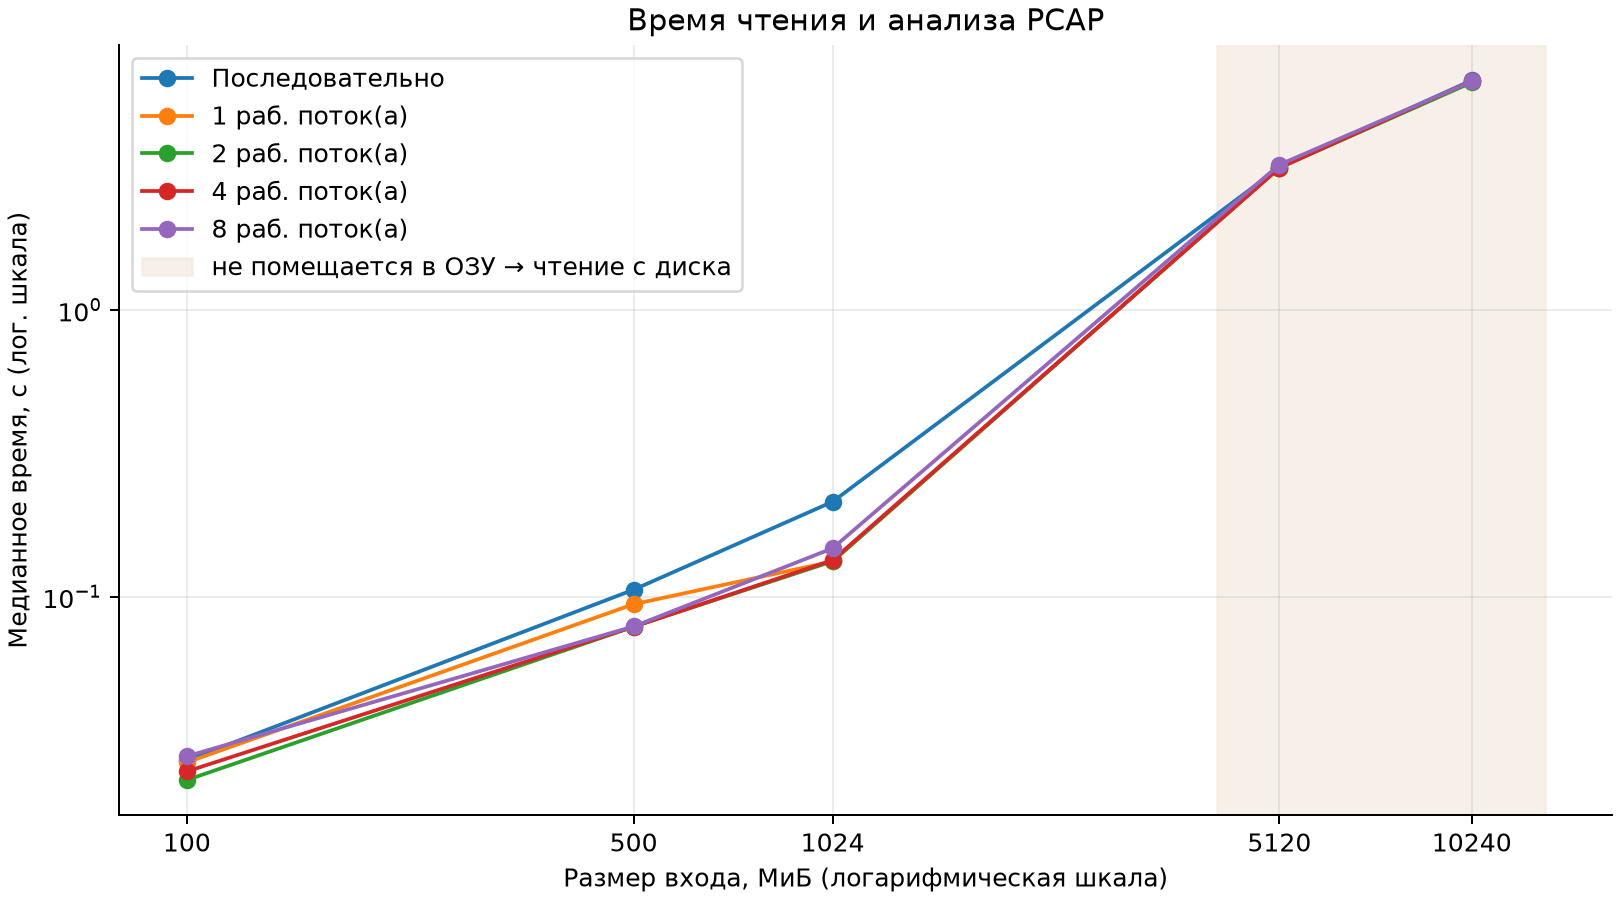 Время чтения и анализа PCAP
Последовательно
1 раб. поток(а)
2 раб. поток(а)
4 раб. поток(а)
8 раб. поток(а)
не помещается в ОЗУ → чтение с диска
Медианное время, с (лог. шкала)
10⁰
10⁻¹
100 500 1024 5120 10240
Размер входа, МиБ (логарифмическая шкала)